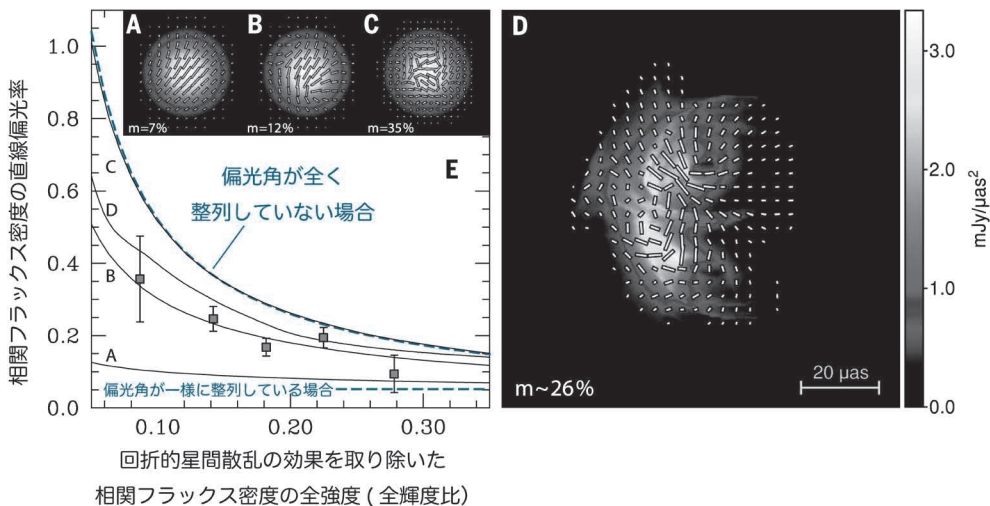 相関フラックス密度の直線偏光率
1.0
0.8
0.6
0.4
0.2
0.0
A
m=7%
B
m=12%
C
m=35%
E
偏光角が全く
整列していない場合
C
D
B
A
偏光角が一様に整列している場合
0.10
0.20
0.30
回折的星間散乱の効果を取り除いた
相関フラックス密度の全強度 ( 全輝度比)
D
m~26%
20 μas
3.0
2.0
1.0
0.0
mJy/μas²